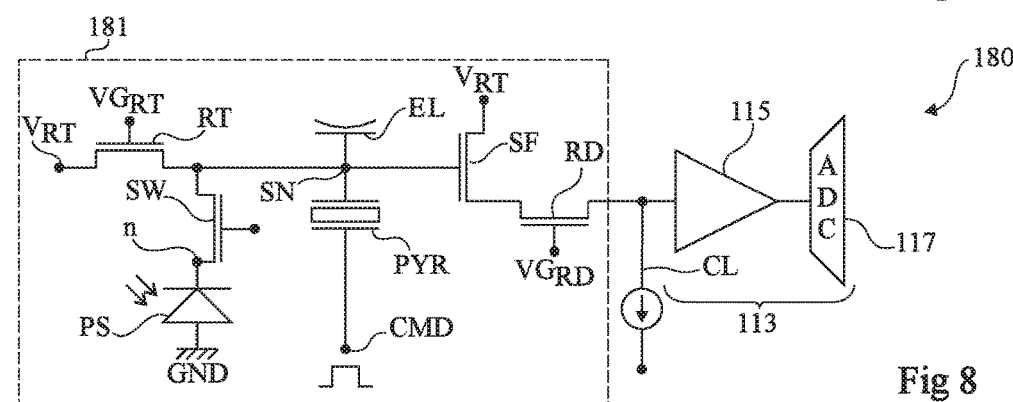 181
180
VGRT
VRT
RT
EL
VRT
SF
115
SW
SN
RD
A
D
C
n
PYR
117
VGRD
CL
PS
CMD
113
GND
Fig 8